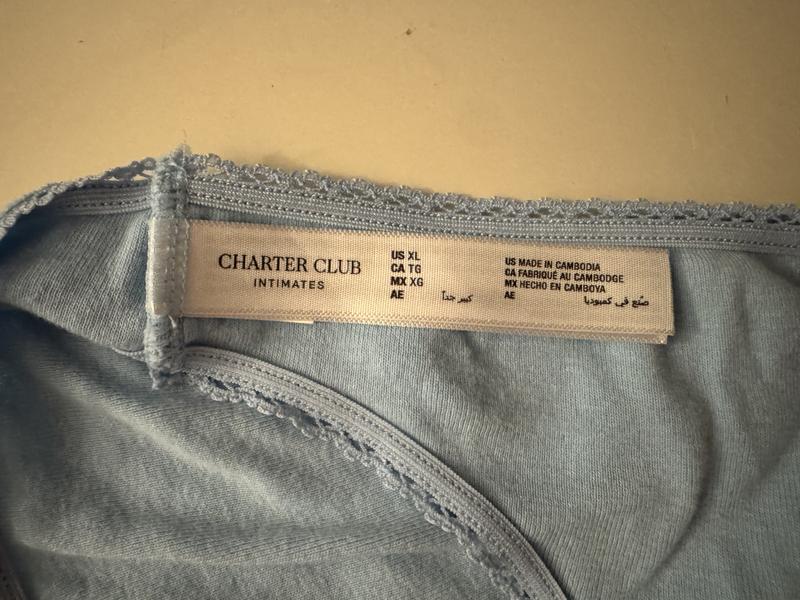 CHARTER CLUB
INTIMATES
US XL
CA TG
MX XG
AE كبير جداً
US MADE IN CAMBODIA
CA FABRIQUÉ AU CAMBODGE
MX HECHO EN CAMBOYA
AE صنع في كمبوديا